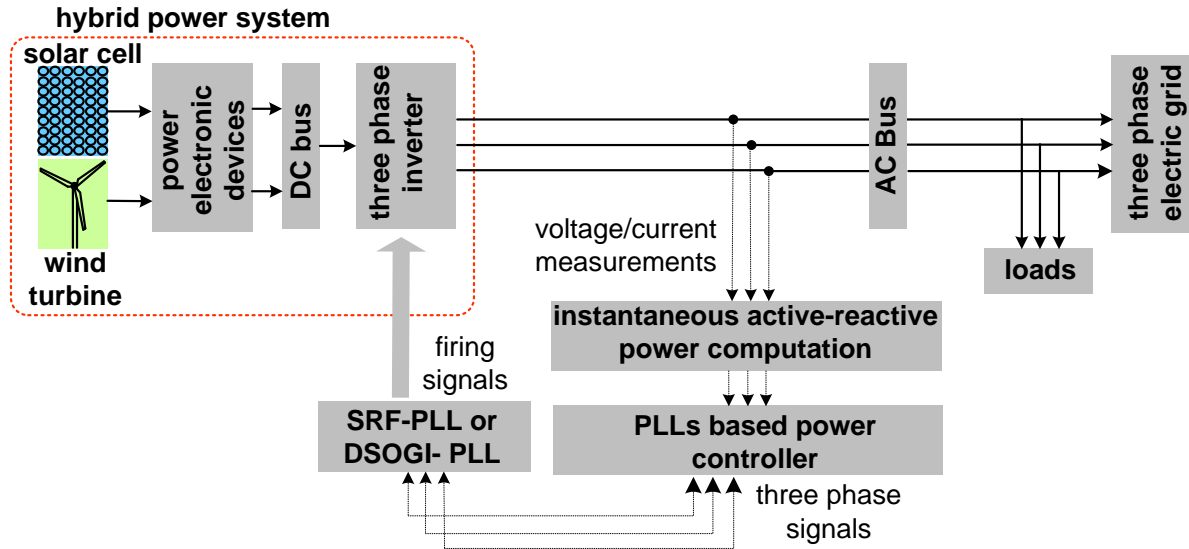 hybrid power system
solar cell
wind
turbine
power
electronic
devices
DC bus
three phase
inverter
AC Bus
three phase
electric grid
loads
voltage/current
measurements
instantaneous active-reactive
power computation
firing
signals
SRF-PLL or
DSOGI- PLL
PLLs based power
controller
three phase
signals